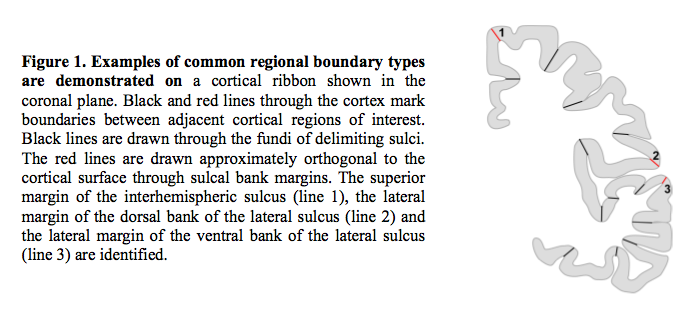 Figure 1. Examples of common regional boundary types
are demonstrated on a cortical ribbon shown in the
coronal plane. Black and red lines through the cortex mark
boundaries between adjacent cortical regions of interest.
Black lines are drawn through the fundi of delimiting sulci.
The red lines are drawn approximately orthogonal to the
cortical surface through sulcal bank margins. The superior
margin of the interhemispheric sulcus (line 1), the lateral
margin of the dorsal bank of the lateral sulcus (line 2) and
the lateral margin of the ventral bank of the lateral sulcus
(line 3) are identified.
1
2
3